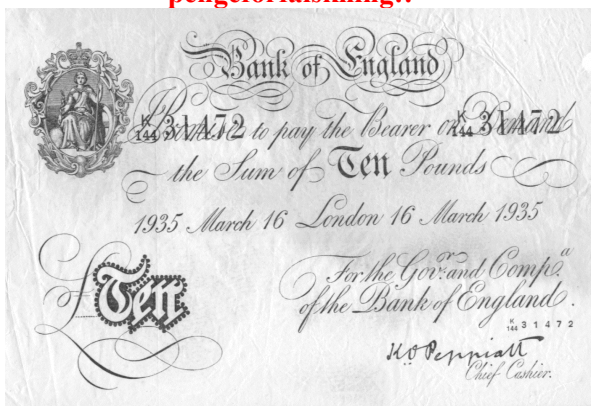 pengeforfalskning!!
Bank of England
K
144 31472 K
144 31472
I Promise to pay the Bearer on Demand
the Sum of Ten Pounds
1935 March 16 London 16 March 1935
For the Govr. and Compa.
of the Bank of England.
K
144 31472
£ Ten
K.O Peppiatt
Chief Cashier.